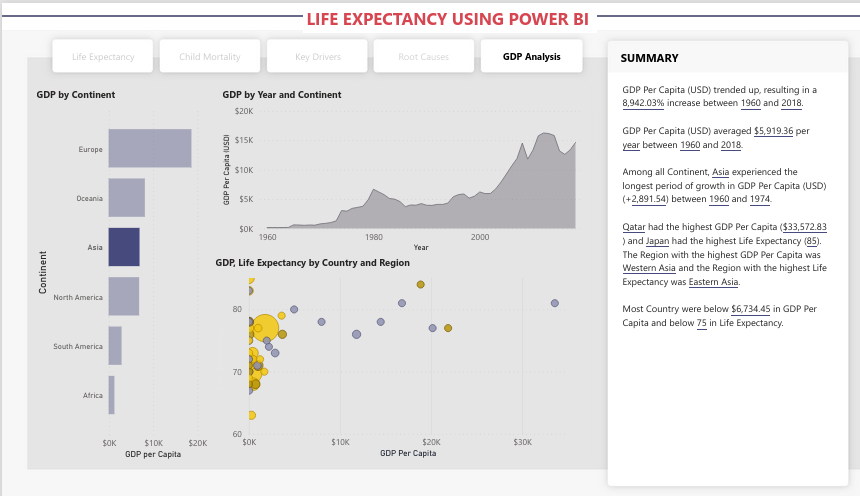 LIFE EXPECTANCY USING POWER BI
Life Expectancy
Child Mortality
Key Drivers
Root Causes
GDP Analysis
GDP by Continent
Continent
Europe
Oceania
Asia
North America
South America
Africa
$0K
$10K
$20K
GDP per Capita
GDP by Year and Continent
GDP Per Capita (USD)
$20K
$15K
$10K
$5K
$0K
1960
1980
2000
Year
GDP, Life Expectancy by Country and Region
80
70
60
$0K
$10K
$20K
$30K
GDP Per Capita
SUMMARY
GDP Per Capita (USD) trended up, resulting in a
8,942.03% increase between 1960 and 2018.
GDP Per Capita (USD) averaged $5,919.36 per
year between 1960 and 2018.
Among all Continent, Asia experienced the
longest period of growth in GDP Per Capita (USD)
(+2,891.54) between 1960 and 1974.
Qatar had the highest GDP Per Capita ($33,572.83
) and Japan had the highest Life Expectancy (85).
The Region with the highest GDP Per Capita was
Western Asia and the Region with the highest Life
Expectancy was Eastern Asia.
Most Country were below $6,734.45 in GDP Per
Capita and below 75 in Life Expectancy.